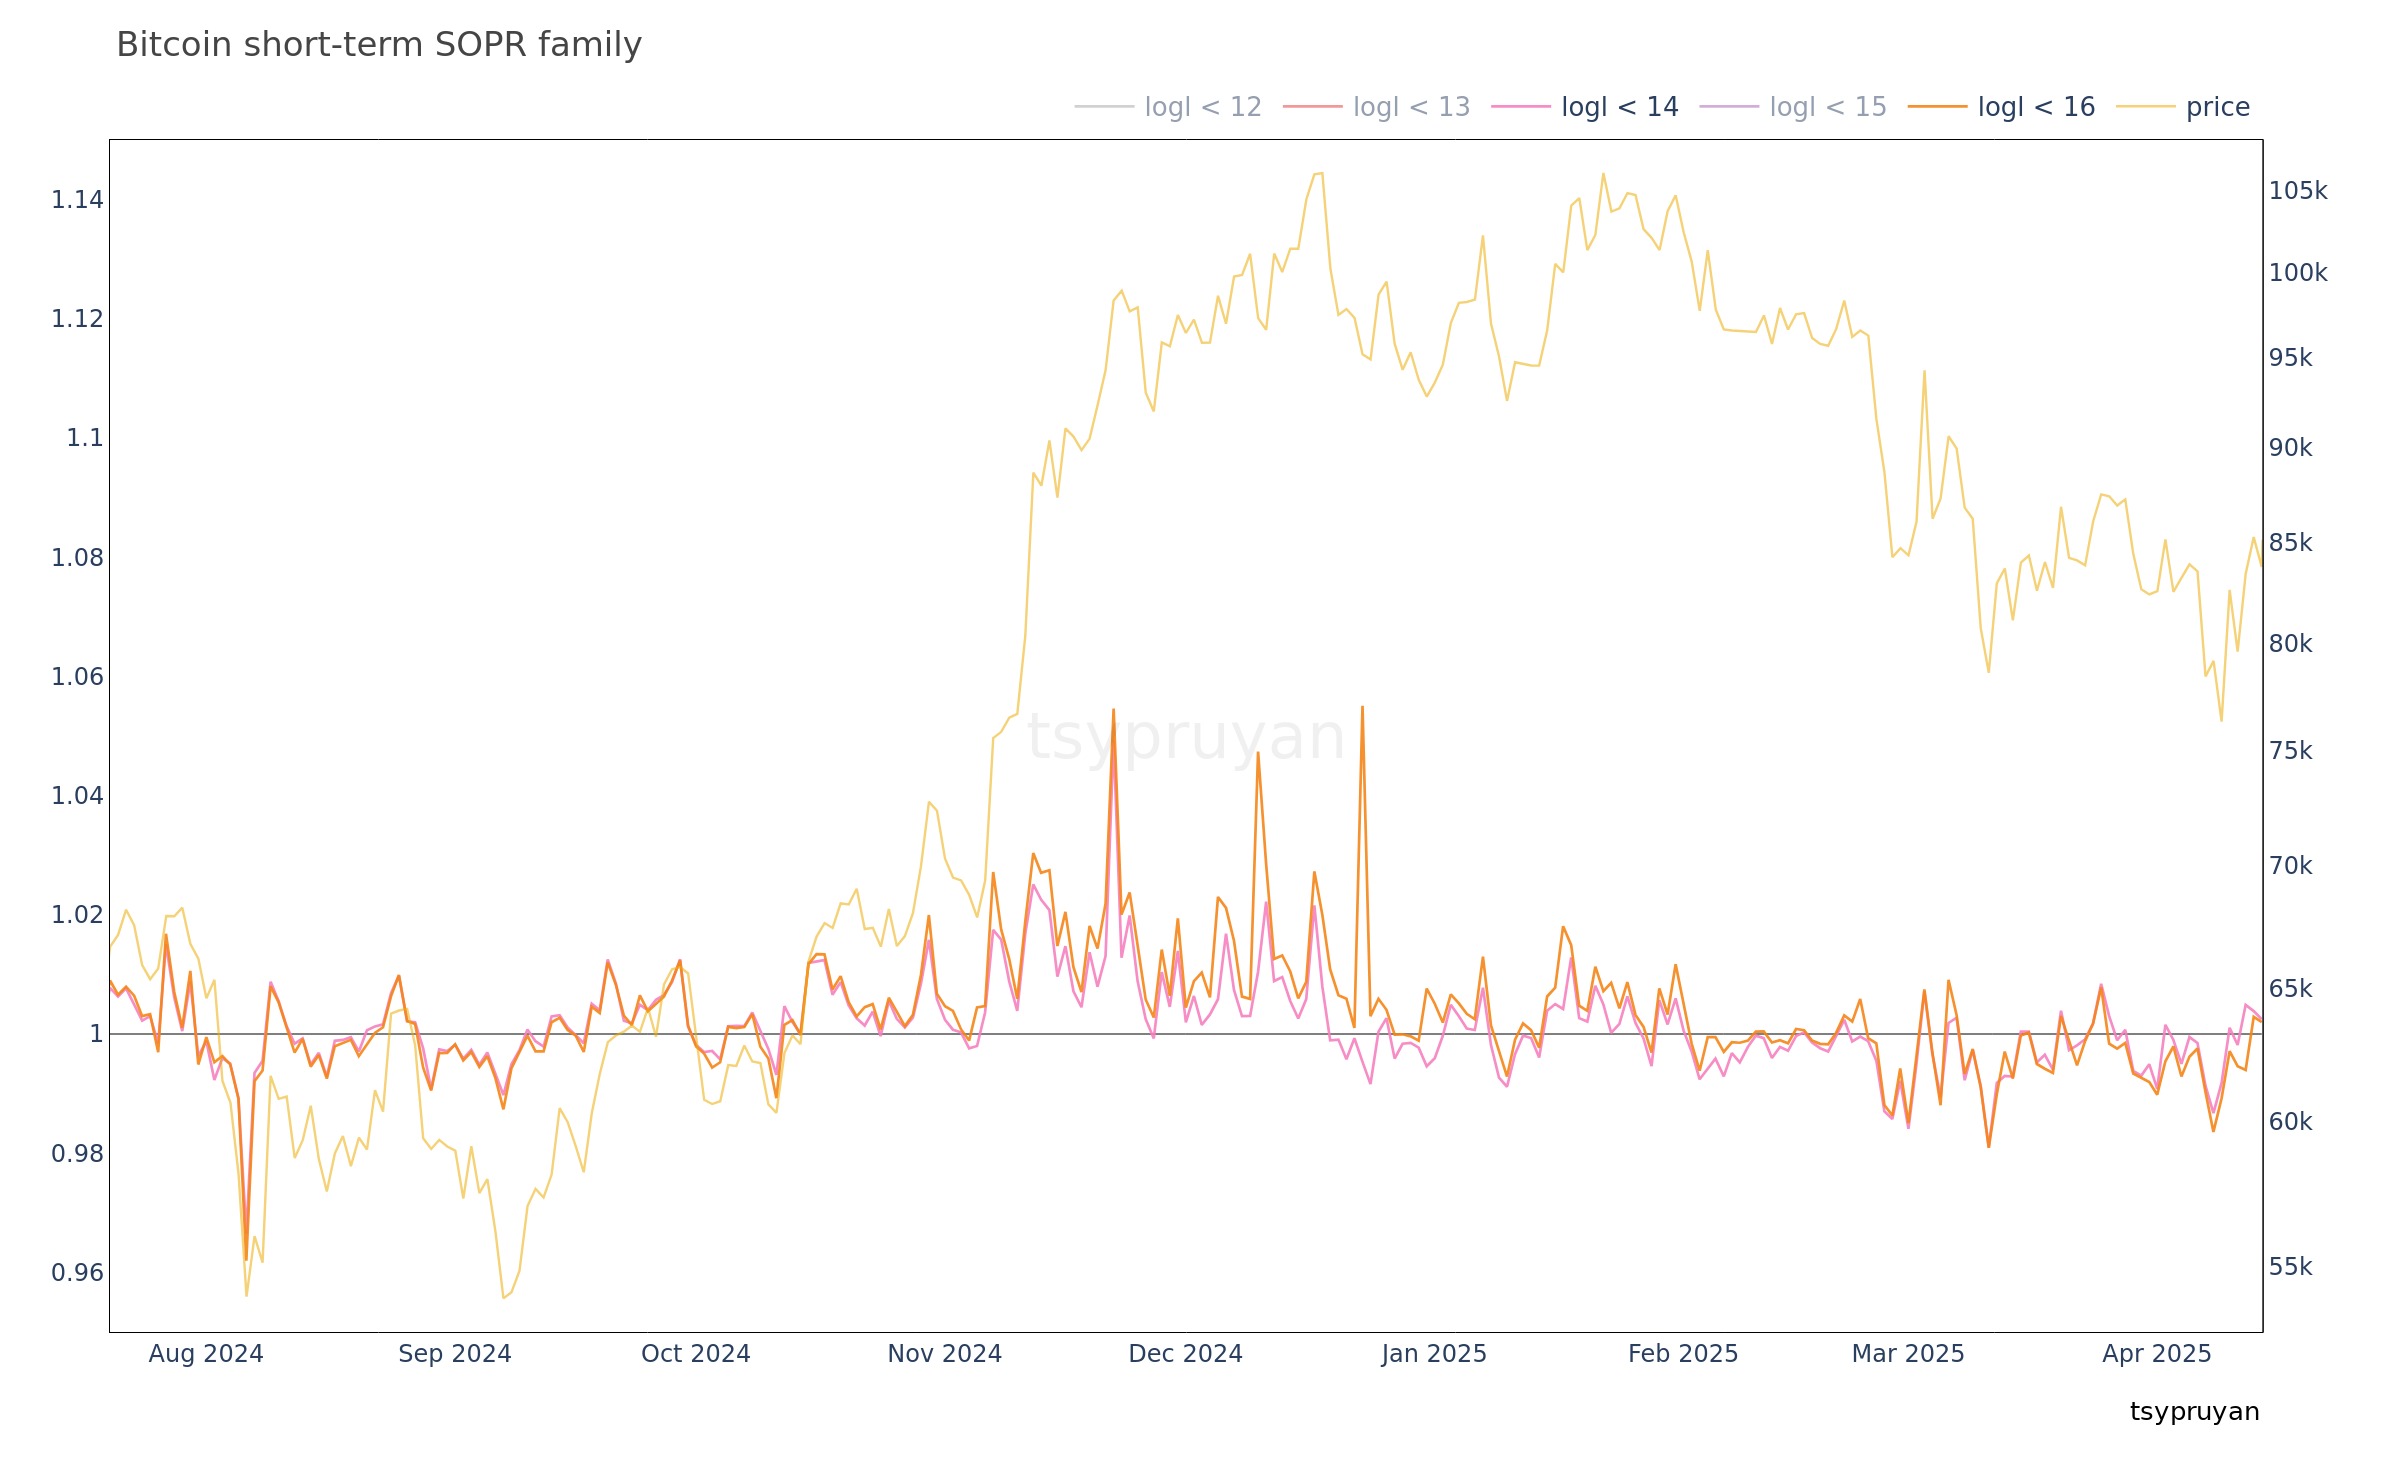 Bitcoin short-term SOPR family
logl < 12 logl < 13 logl < 14 logl < 15 logl < 16 price
1.14 105k
1.12 100k
1.1 95k
1.08 90k
1.06 85k
1.04 80k
1.02 75k
1 70k
0.98 65k
0.96 60k
55k
tsypruyan
Aug 2024 Sep 2024 Oct 2024 Nov 2024 Dec 2024 Jan 2025 Feb 2025 Mar 2025 Apr 2025
tsypruyan